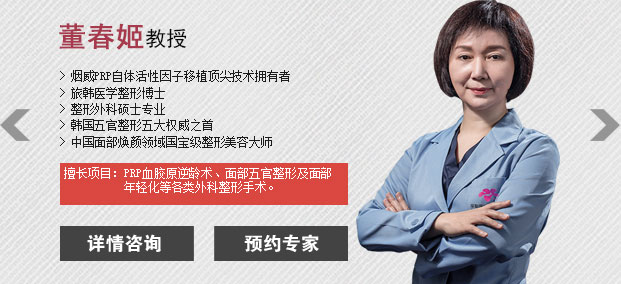 董春姬教授
烟威PRP自体活性因子移植顶尖技术拥有者
旅韩医学整形博士
整形外科硕士专业
韩国五官整形五大权威之首
中国面部焕颜领域国宝级整形美容大师
擅长项目：PRP血胶原逆龄术、面部五官整形及面部
年轻化等各类外科整形手术。
详情咨询
预约专家